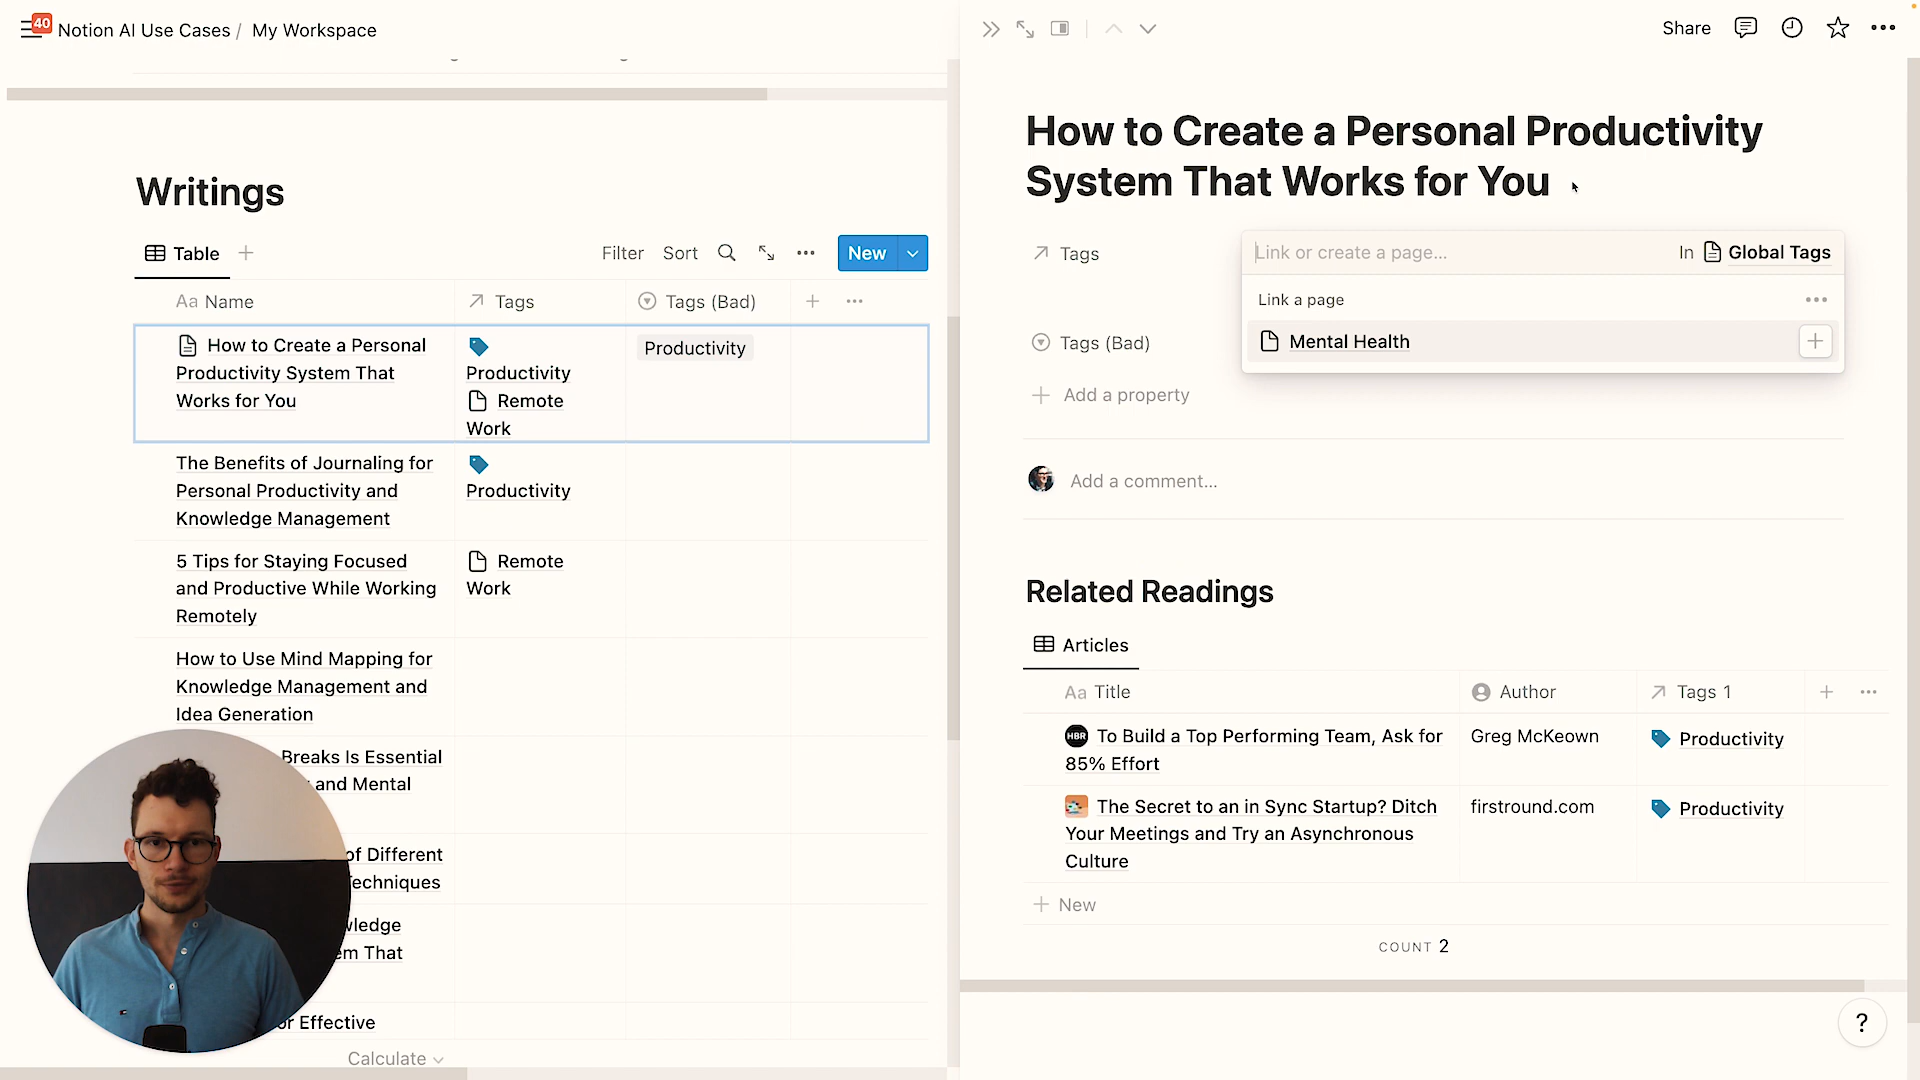 40
Notion AI Use Cases / My Workspace
Share
Writings
Table
Filter
Sort
New
Aa Name
Tags
Tags (Bad)
How to Create a Personal
Productivity System That
Works for You
Productivity
Remote
Work
Productivity
The Benefits of Journaling for
Personal Productivity and
Knowledge Management
Productivity
5 Tips for Staying Focused
and Productive While Working
Remotely
Remote
Work
How to Use Mind Mapping for
Knowledge Management and
Idea Generation
Breaks Is Essential
and Mental
of Different
Techniques
em That
or Effective
Calculate
How to Create a Personal Productivity
System That Works for You
Tags
Link or create a page...
In Global Tags
Link a page
Mental Health
Tags (Bad)
Add a property
Add a comment...
Related Readings
Articles
Aa Title
Author
Tags 1
HBR
To Build a Top Performing Team, Ask for
85% Effort
Greg McKeown
Productivity
The Secret to an in Sync Startup? Ditch
Your Meetings and Try an Asynchronous
Culture
firstround.com
Productivity
New
COUNT 2
?